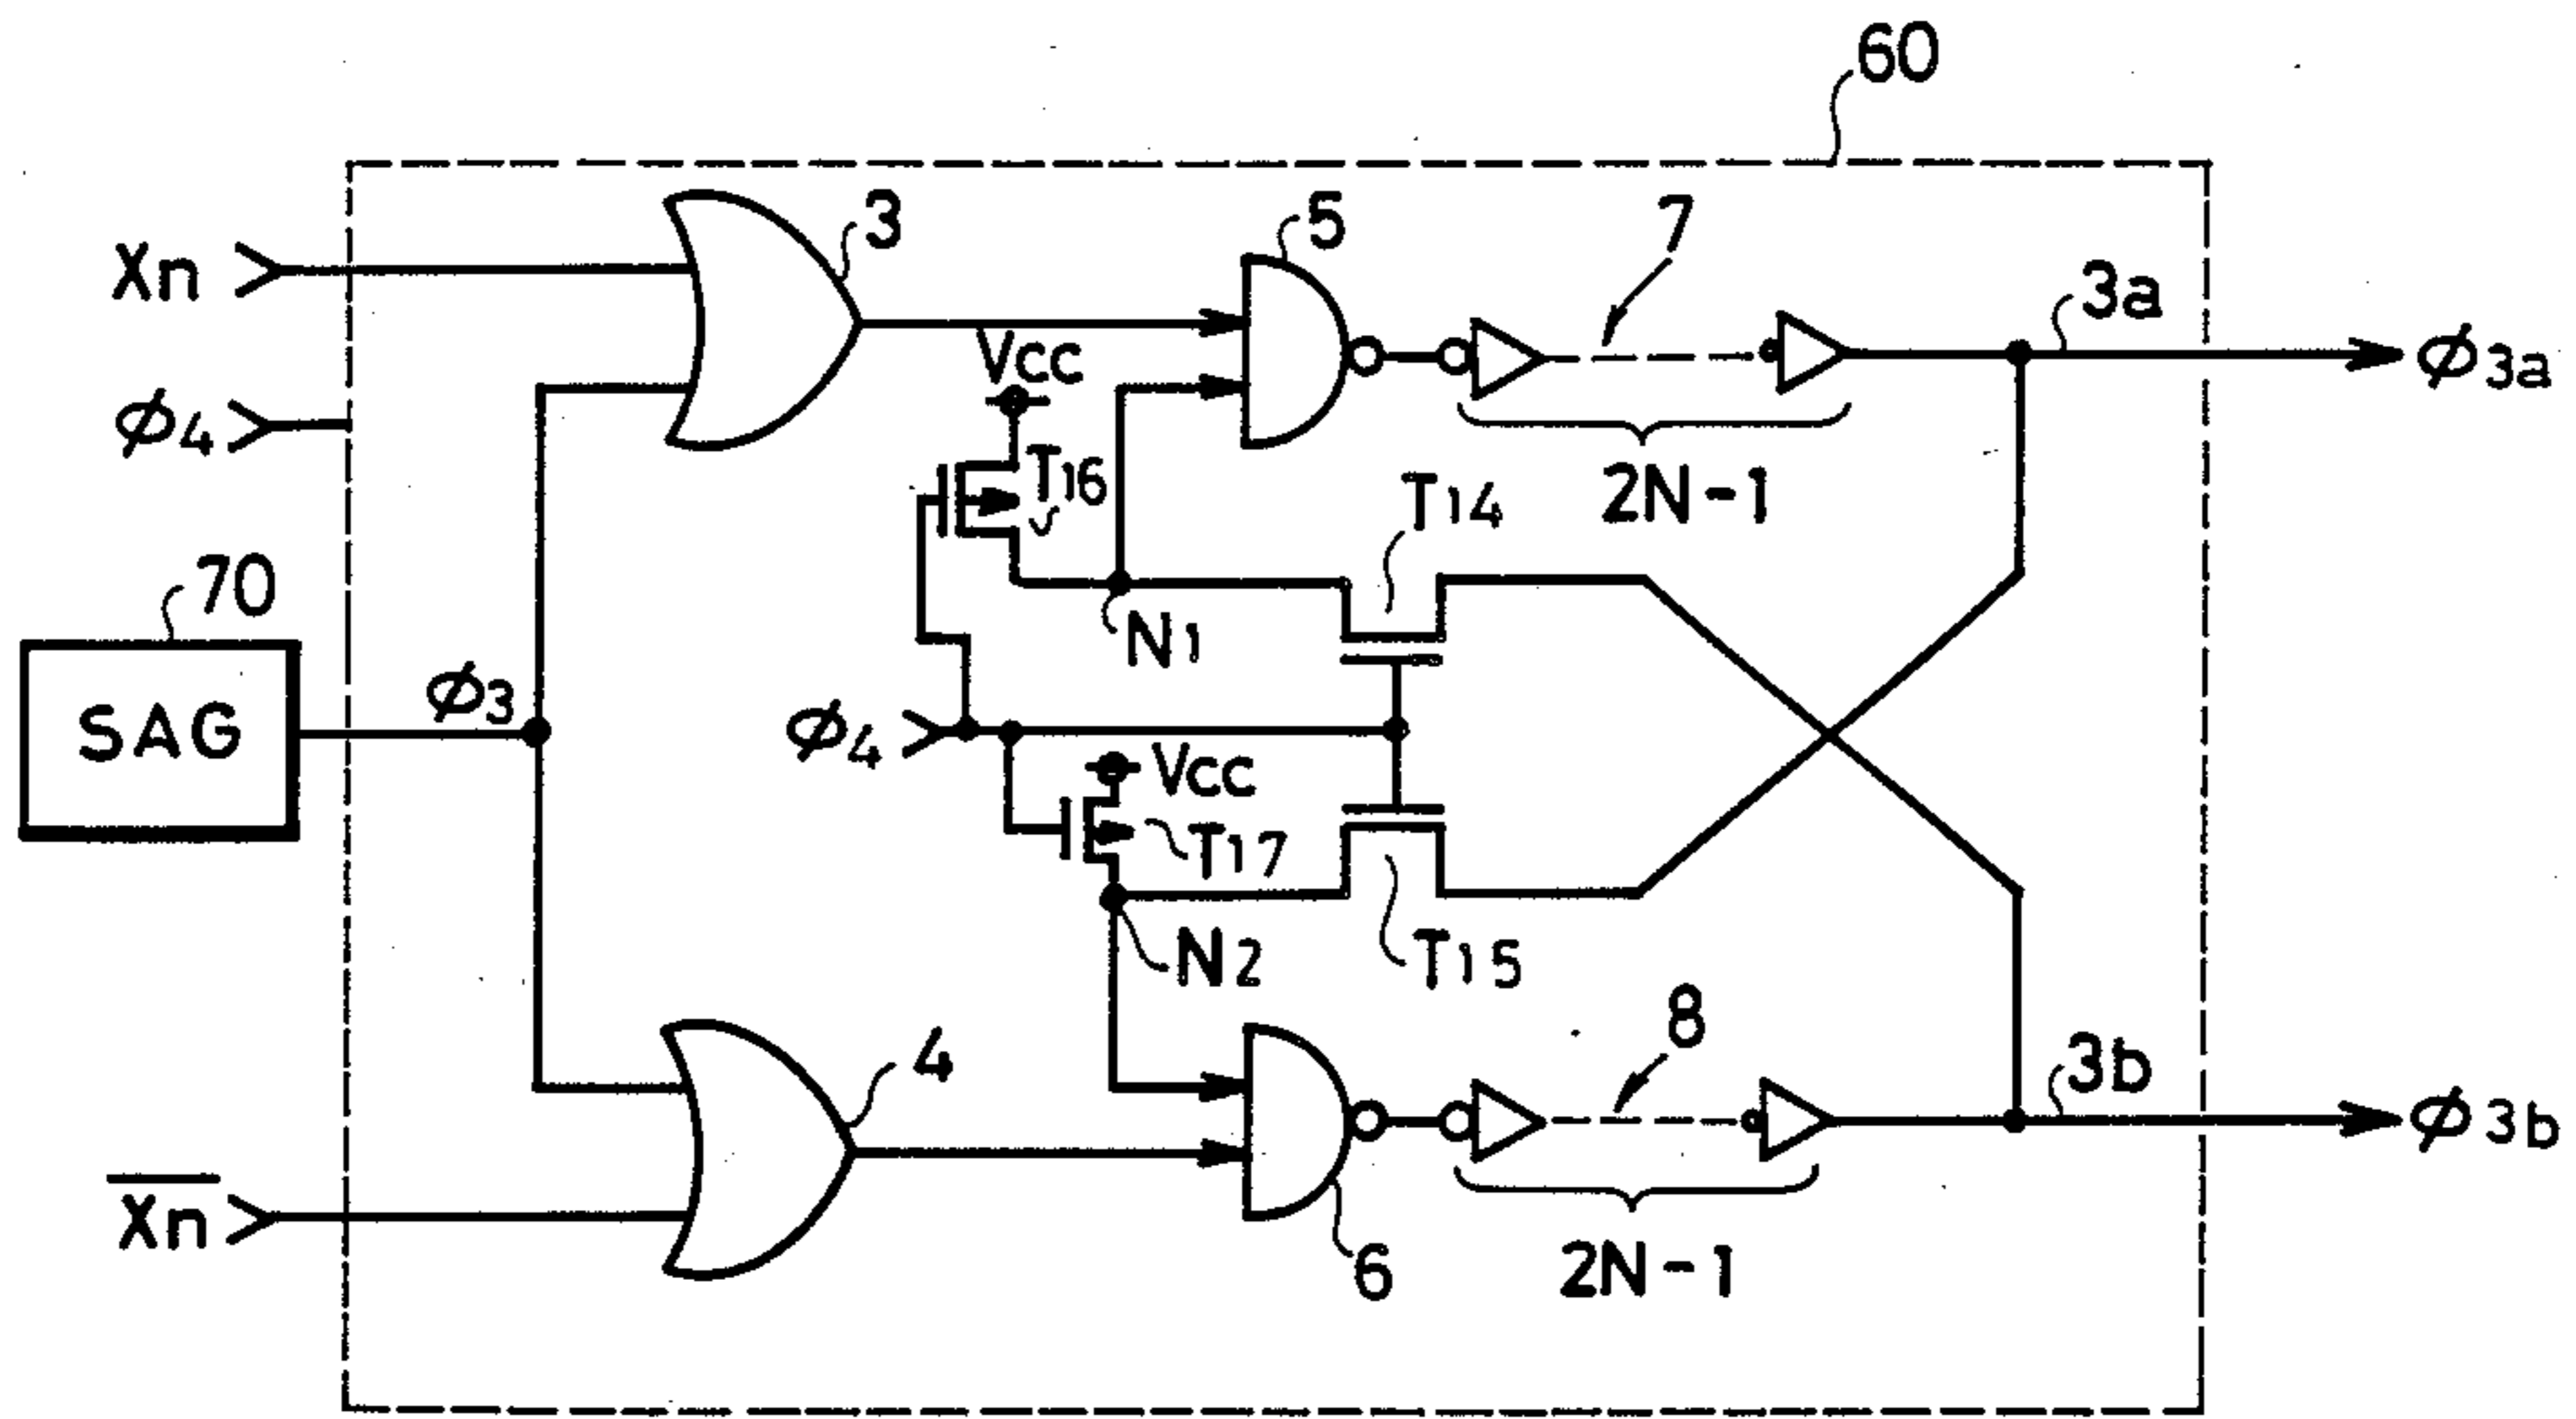 60
Xn
3
5
7
3a
ϕ3a
Vcc
ϕ4
T16
2N-1
T14
70
SAG
ϕ3
N1
ϕ4
Vcc
T17
N2
T15
8
4
3b
ϕ3b
X̅n̅
6
2N-1